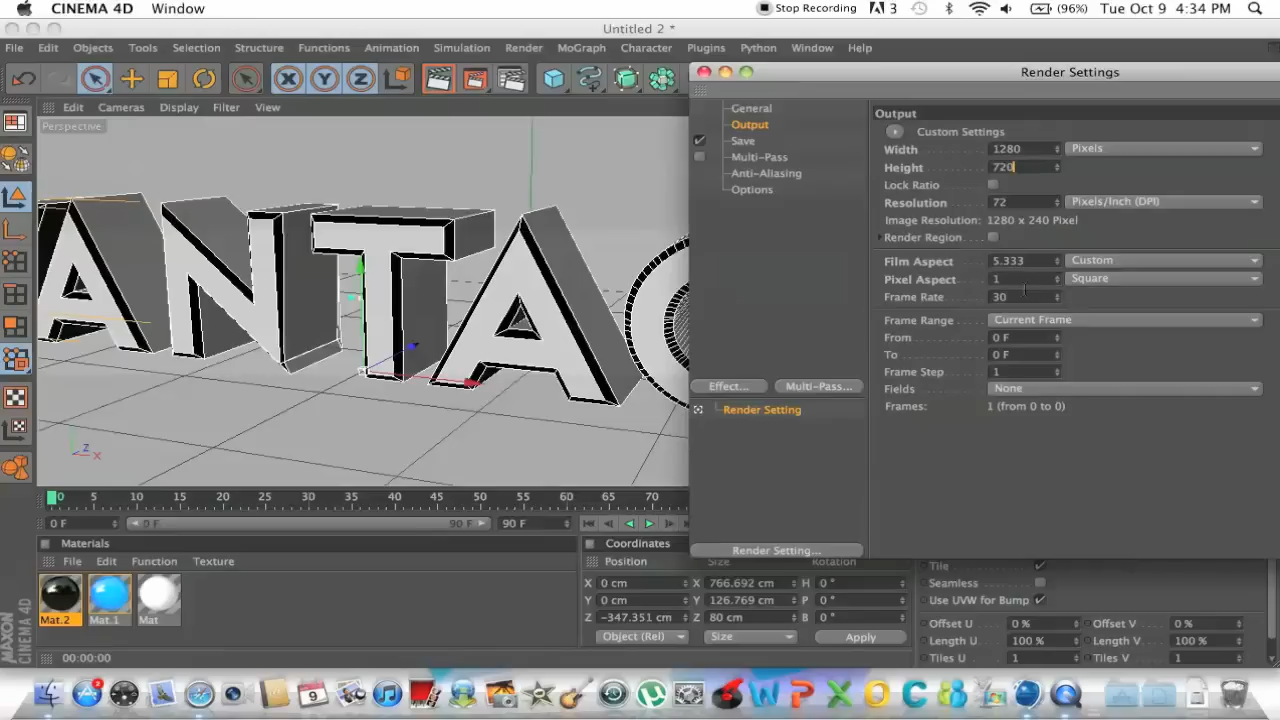 CINEMA 4D Window
Stop Recording 3 (96%) Tue Oct 9 4:34 PM
Untitled 2 *
File Edit Objects Tools Selection Structure Functions Animation Simulation Render MoGraph Character Plugins Python Window Help
X Y Z
Render Settings
Edit Cameras Display Filter View
Perspective
General
Output
Save
Multi-Pass
Anti-Aliasing
Options
Output
Custom Settings
Width 1280 Pixels
Height 720
Lock Ratio
Resolution 72 Pixels/Inch (DPI)
Image Resolution: 1280 x 240 Pixel
Render Region
Film Aspect 5.333 Custom
Pixel Aspect 1 Square
Frame Rate 30
Frame Range Current Frame
From 0 F
To 0 F
Frame Step 1
Fields None
Frames: 1 (from 0 to 0)
ANTA
Z X
Effect... Multi-Pass...
Render Setting
Render Setting...
0 5 10 15 20 25 30 35 40 45 50 55 60 65 70
0 F 0 F 90 F 90 F
Materials
File Edit Function Texture
Mat.2 Mat.1 Mat
Coordinates
Position Size Rotation
X 0 cm X 766.692 cm H 0 °
Y 0 cm Y 126.769 cm P 0 °
Z -347.351 cm Z 80 cm B 0 °
Object (Rel) Size Apply
Tile
Seamless
Use UVW for Bump
Offset U 0 % Offset V 0 %
Length U 100 % Length V 100 %
Tiles U 1 Tiles V 1
MAXON
CINEMA 4D
00:00:00